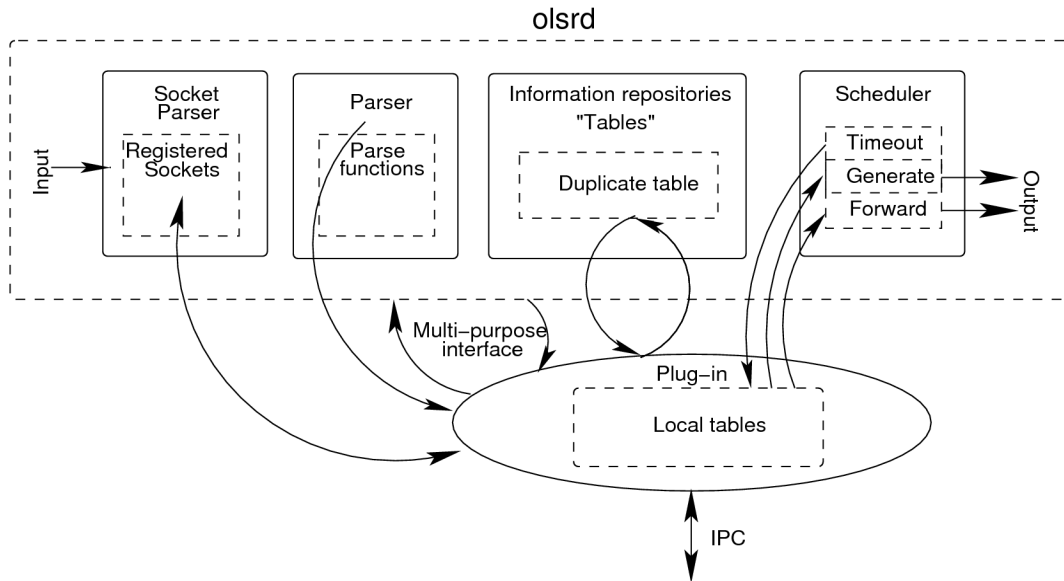 olsrd
Input
Socket
Parser
Registered
Sockets
Parser
Parse
functions
Information repositories
"Tables"
Duplicate table
Scheduler
Timeout
Generate
Forward
Output
Multi-purpose
interface
Plug-in
Local tables
IPC